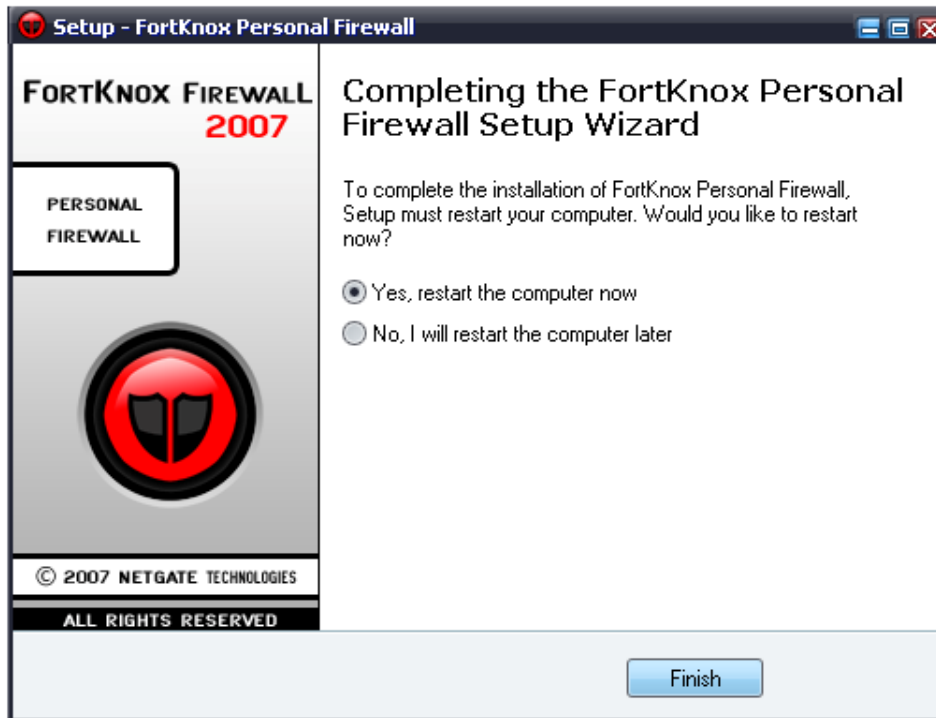 Setup - FortKnox Personal Firewall
FORTKNOX FIREWALL
2007
PERSONAL
FIREWALL
© 2007 NETGATE TECHNOLOGIES
ALL RIGHTS RESERVED
Completing the FortKnox Personal
Firewall Setup Wizard
To complete the installation of FortKnox Personal Firewall,
Setup must restart your computer. Would you like to restart
now?
Yes, restart the computer now
No, I will restart the computer later
Finish